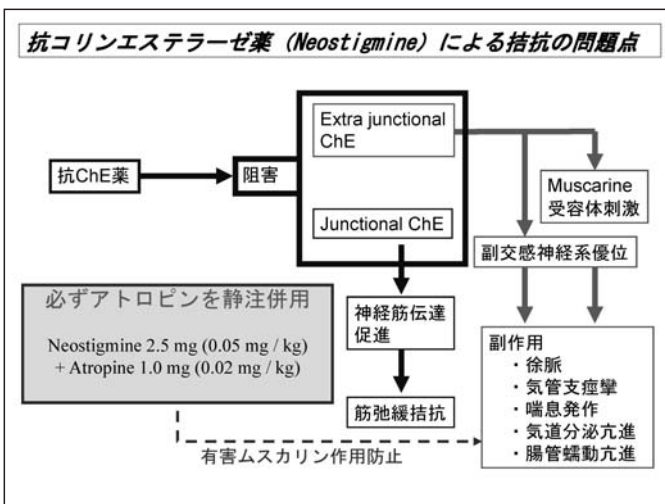 抗コリンエステラーゼ薬（Neostigmine）による拮抗の問題点
Extra junctional
ChE
抗ChE薬
阻害
Junctional ChE
Muscarine
受容体刺激
副交感神経系優位
必ずアトロピンを静注併用
Neostigmine 2.5 mg (0.05 mg / kg)
+ Atropine 1.0 mg (0.02 mg / kg)
神経筋伝達
促進
筋弛緩拮抗
副作用
・徐脈
・気管支痙攣
・喘息発作
・気道分泌亢進
・腸管蠕動亢進
有害ムスカリン作用防止